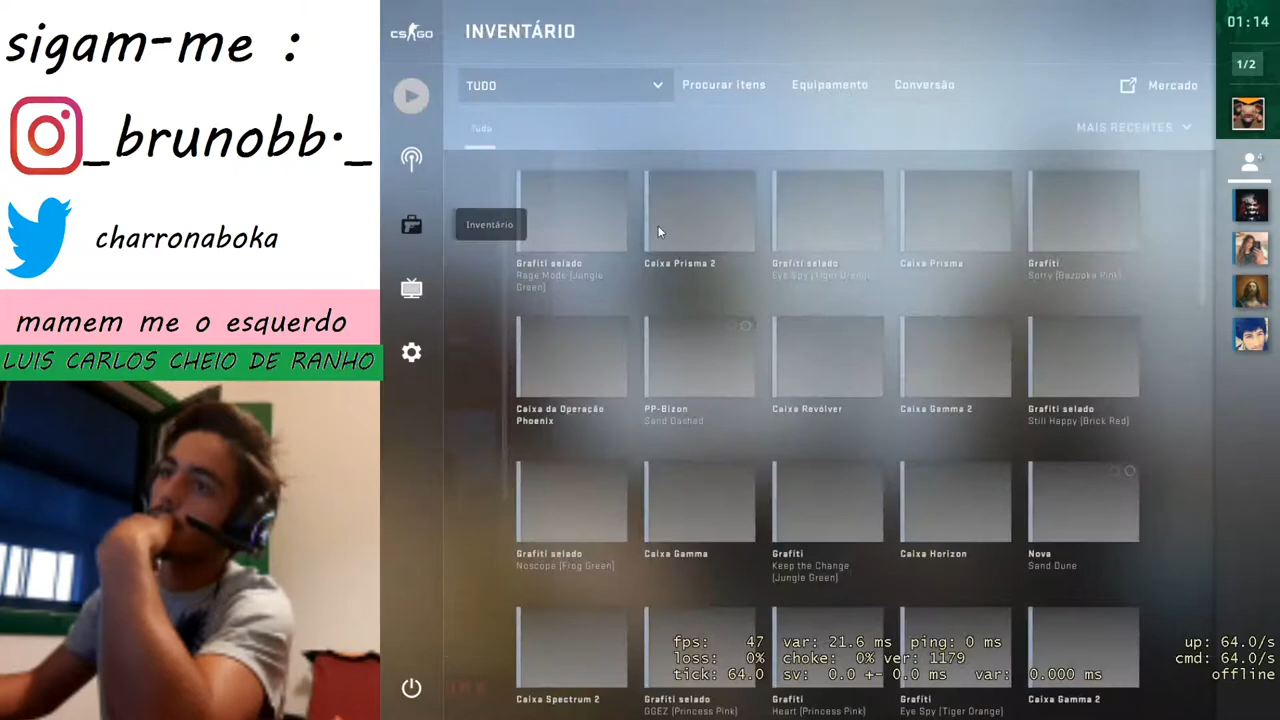 sigam-me :
_brunobb·_
charronaboka
mamem me o esquerdo
LUIS CARLOS CHEIO DE RANHO
CS GO
INVENTÁRIO
TUDO
Procurar itens
Equipamento
Conversão
Mercado
Tudo
MAIS RECENTES
Inventário
Grafiti selado
Rage Mode (Jungle
Green)
Caixa Prisma 2
Grafiti selado
Eye Spy (Tiger Orange)
Caixa Prisma
Grafiti
Sorry (Bazooka Pink)
Caixa da Operação
Phoenix
PP-Bizon
Sand Dashed
Caixa Revólver
Caixa Gamma 2
Grafiti selado
Still Happy (Brick Red)
Grafiti selado
Noscope (Frog Green)
Caixa Gamma
Grafiti
Keep the Change
(Jungle Green)
Caixa Horizon
Nova
Sand Dune
Caixa Spectrum 2
Grafiti selado
GGEZ (Princess Pink)
Grafiti
Heart (Princess Pink)
Grafiti
Eye Spy (Tiger Orange)
Caixa Gamma 2
fps: 47 var: 21.6 ms ping: 0 ms
loss: 0% choke: 0% ver: 1179
tick: 64.0 sv: 0.0 +- 0.0 ms var: 0.000 ms
up: 64.0/s
cmd: 64.0/s
offline
01:14
1/2
4